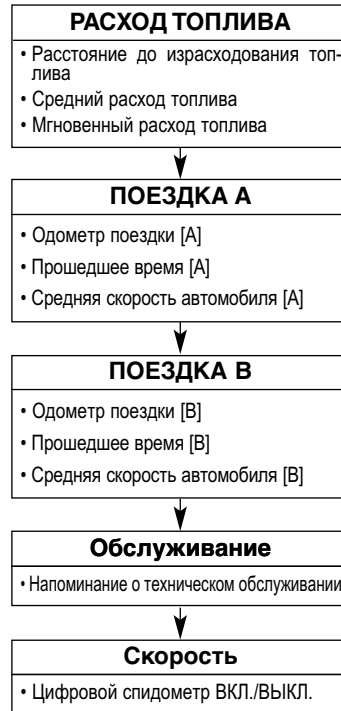 РАСХОД ТОПЛИВА
• Расстояние до израсходования топ-
лива
• Средний расход топлива
• Мгновенный расход топлива
ПОЕЗДКА А
• Одометр поездки [A]
• Прошедшее время [A]
• Средняя скорость автомобиля [A]
ПОЕЗДКА В
• Одометр поездки [B]
• Прошедшее время [B]
• Средняя скорость автомобиля [B]
Обслуживание
• Напоминание о техническом обслуживании
Скорость
• Цифровой спидометр ВКЛ./ВЫКЛ.